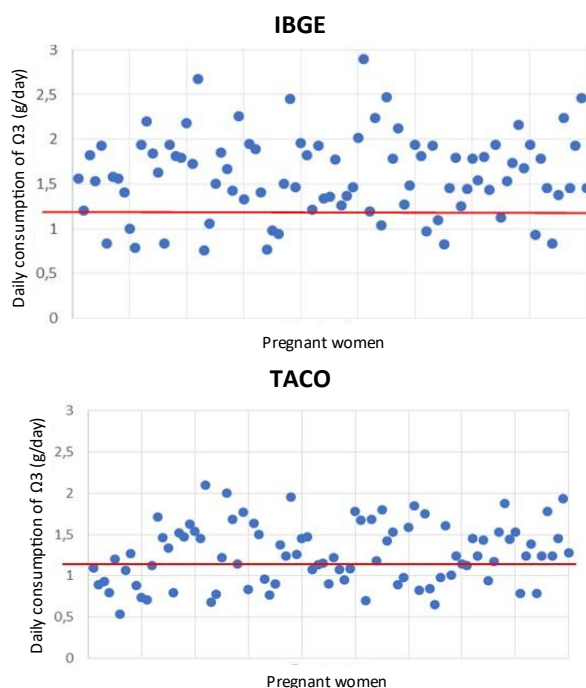 IBGE
Daily consumption of Ω3 (g/day)
3
2,5
2
1,5
1
0,5
0
Pregnant women
TACO
Daily consumption of Ω3 (g/day)
3
2,5
2
1,5
1
0,5
0
Pregnant women